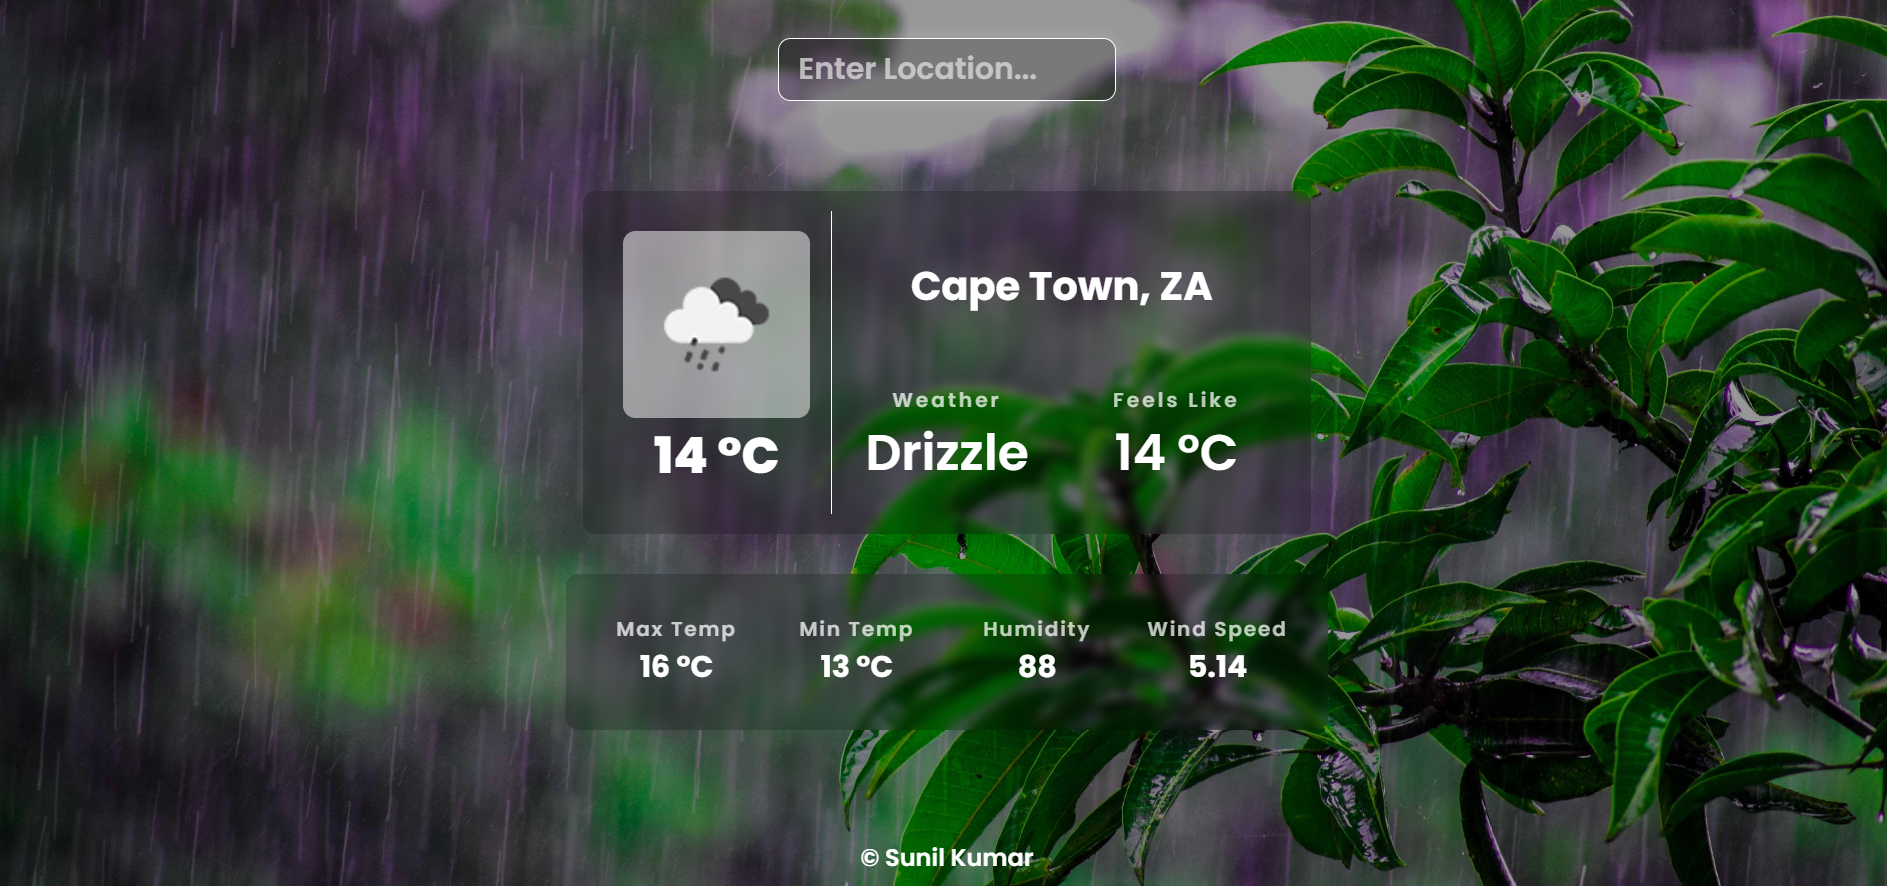 Enter Location...
Cape Town, ZA
14 °C
Weather
Drizzle
Feels Like
14 °C
Max Temp
16 °C
Min Temp
13 °C
Humidity
88
Wind Speed
5.14
© Sunil Kumar